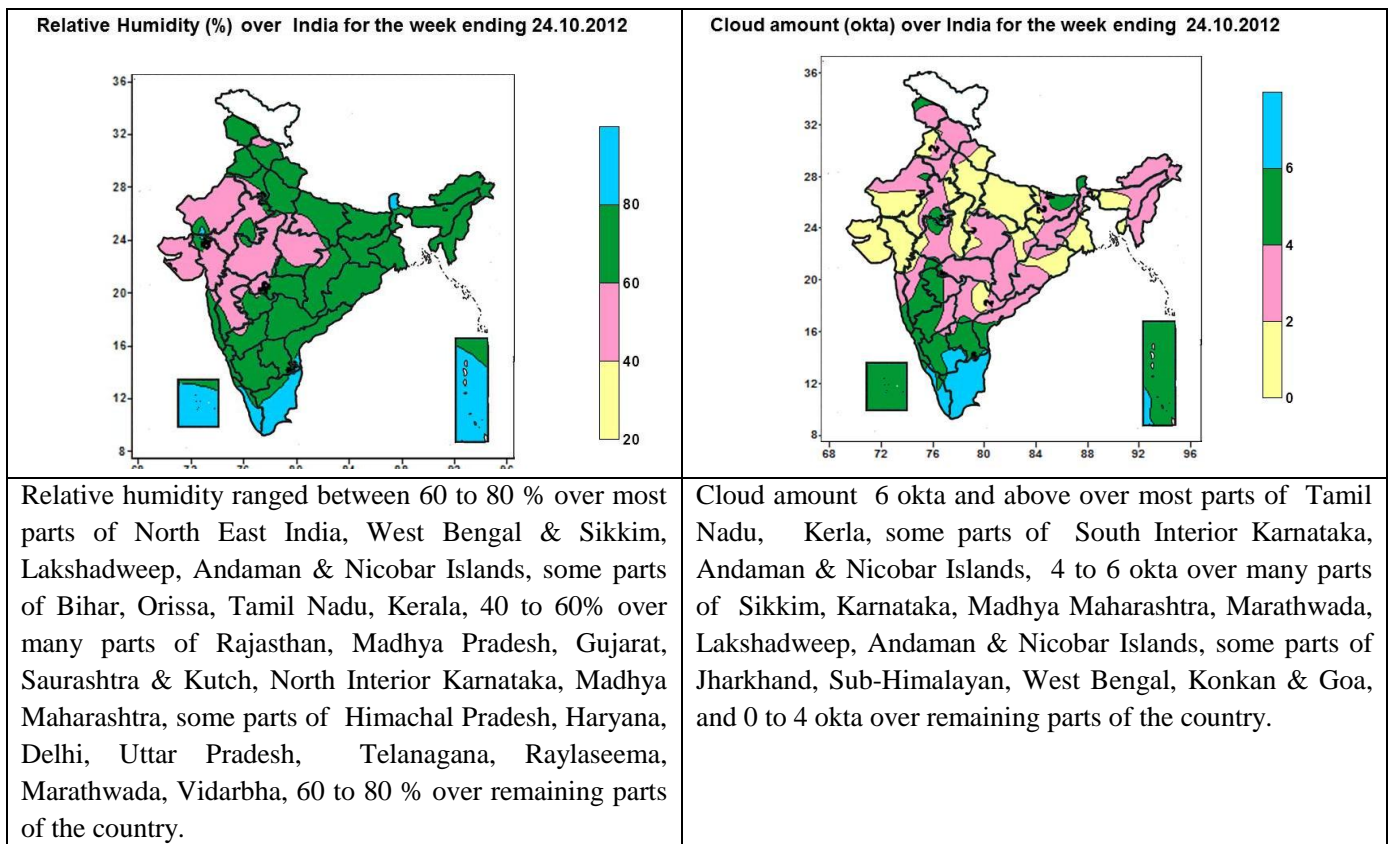 Relative Humidity (%) over India for the week ending 24.10.2012
36
32
28
24
20
16
12
8
68
72
76
80
84
88
92
96
80
60
40
20
Relative humidity ranged between 60 to 80 % over most
parts of North East India, West Bengal & Sikkim,
Lakshadweep, Andaman & Nicobar Islands, some parts
of Bihar, Orissa, Tamil Nadu, Kerala, 40 to 60% over
many parts of Rajasthan, Madhya Pradesh, Gujarat,
Saurashtra & Kutch, North Interior Karnataka, Madhya
Maharashtra, some parts of Himachal Pradesh, Haryana,
Delhi, Uttar Pradesh, Telanagana, Raylaseema,
Marathwada, Vidarbha, 60 to 80 % over remaining parts
of the country.
Cloud amount (okta) over India for the week ending 24.10.2012
36
32
28
24
20
16
12
8
68
72
76
80
84
88
92
96
6
4
2
0
Cloud amount 6 okta and above over most parts of Tamil
Nadu, Kerla, some parts of South Interior Karnataka,
Andaman & Nicobar Islands, 4 to 6 okta over many parts
of Sikkim, Karnataka, Madhya Maharashtra, Marathwada,
Lakshadweep, Andaman & Nicobar Islands, some parts of
Jharkhand, Sub-Himalayan, West Bengal, Konkan & Goa,
and 0 to 4 okta over remaining parts of the country.